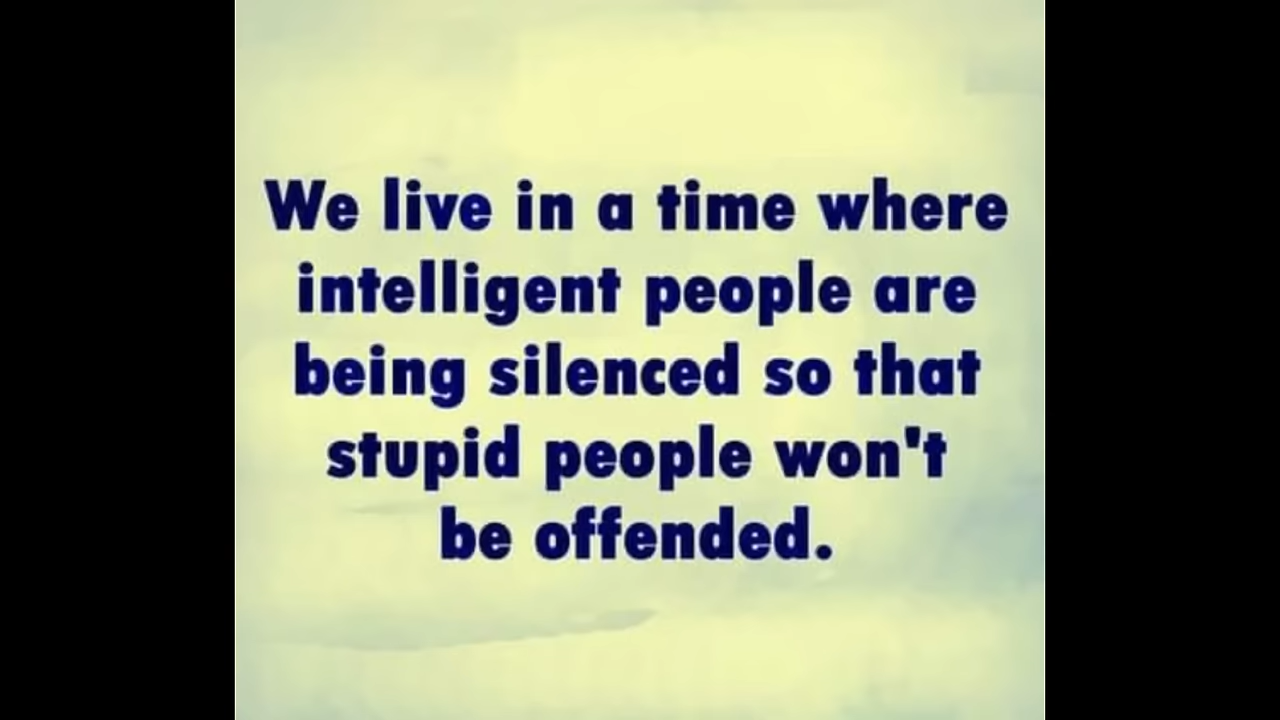 We live in a time where
intelligent people are
being silenced so that
stupid people won't
be offended.